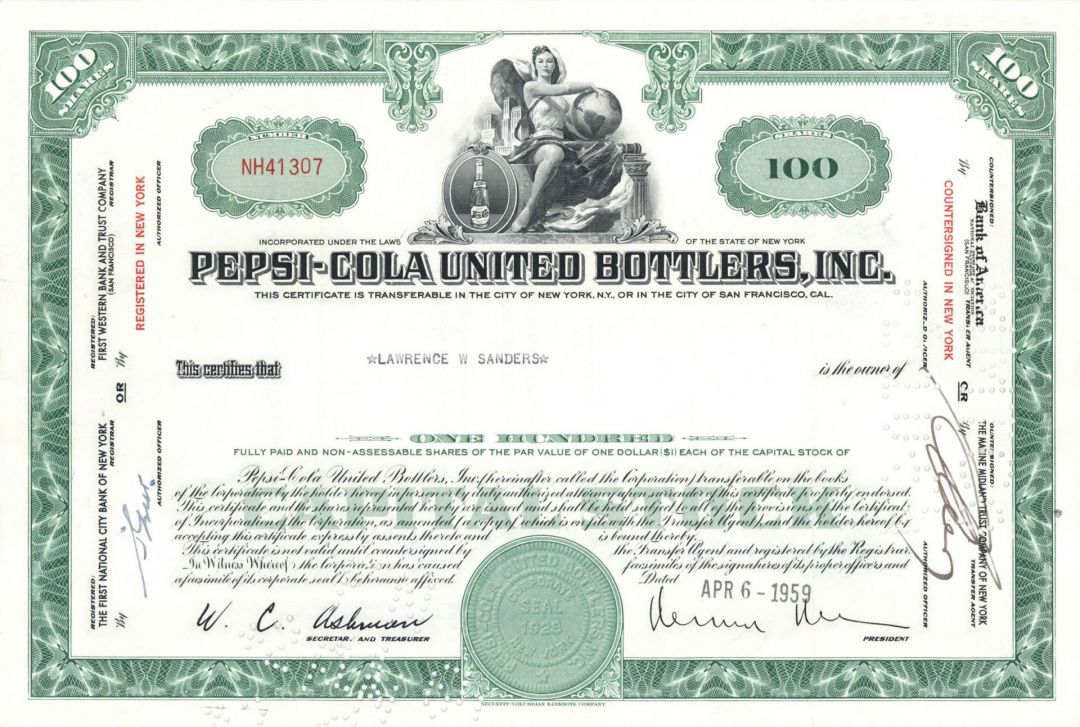 100
SHARES
100
SHARES
NUMBER
NH41307
SHARES
100
INCORPORATED UNDER THE LAWS
OF THE STATE OF NEW YORK
PEPSI-COLA UNITED BOTTLERS, INC.
THIS CERTIFICATE IS TRANSFERABLE IN THE CITY OF NEW YORK, N.Y., OR IN THE CITY OF SAN FRANCISCO, CAL.
This certifies that
☆LAWRENCE W SANDERS☆
is the owner of
ONE HUNDRED
FULLY PAID AND NON-ASSESSABLE SHARES OF THE PAR VALUE OF ONE DOLLAR ($1) EACH OF THE CAPITAL STOCK OF
Pepsi-Cola United Bottlers, Inc. (hereinafter called the Corporation) transferable on the books
of the Corporation by the holder hereof in person or by duly authorized attorney upon surrender of this certificate properly endorsed.
This certificate and the shares represented hereby are issued and shall be held subject to all of the provisions of the Certificate
of Incorporation of the Corporation, as amended (a copy of which is on file with the Transfer Agent) and the holder hereof by
accepting this certificate expressly assents thereto and is bound thereby.
This certificate is not valid until countersigned by the Transfer Agent and registered by the Registrar.
In Witness Whereof, the Corporation has caused facsimiles of the signatures of its proper officers and
a facsimile of its corporate seal to be hereunto affixed. Dated
APR 6 - 1959
W. C. Ashman
SECRETARY AND TREASURER
PRESIDENT
SEAL
NEW YORK
SECURITY-COLUMBIAN BANKNOTE COMPANY
REGISTERED:
FIRST WESTERN BANK AND TRUST COMPANY
(SAN FRANCISCO)
REGISTRAR
By
AUTHORIZED OFFICER
REGISTERED IN NEW YORK
OR
REGISTERED:
THE FIRST NATIONAL CITY BANK OF NEW YORK
REGISTRAR
By
AUTHORIZED OFFICER
COUNTERSIGNED:
Bank of America
(SAN FRANCISCO) TRANSFER AGENT
By
AUTHORIZED OFFICER
COUNTERSIGNED IN NEW YORK
OR
COUNTERSIGNED:
THE MARINE MIDLAND TRUST COMPANY OF NEW YORK
TRANSFER AGENT
By
AUTHORIZED OFFICER